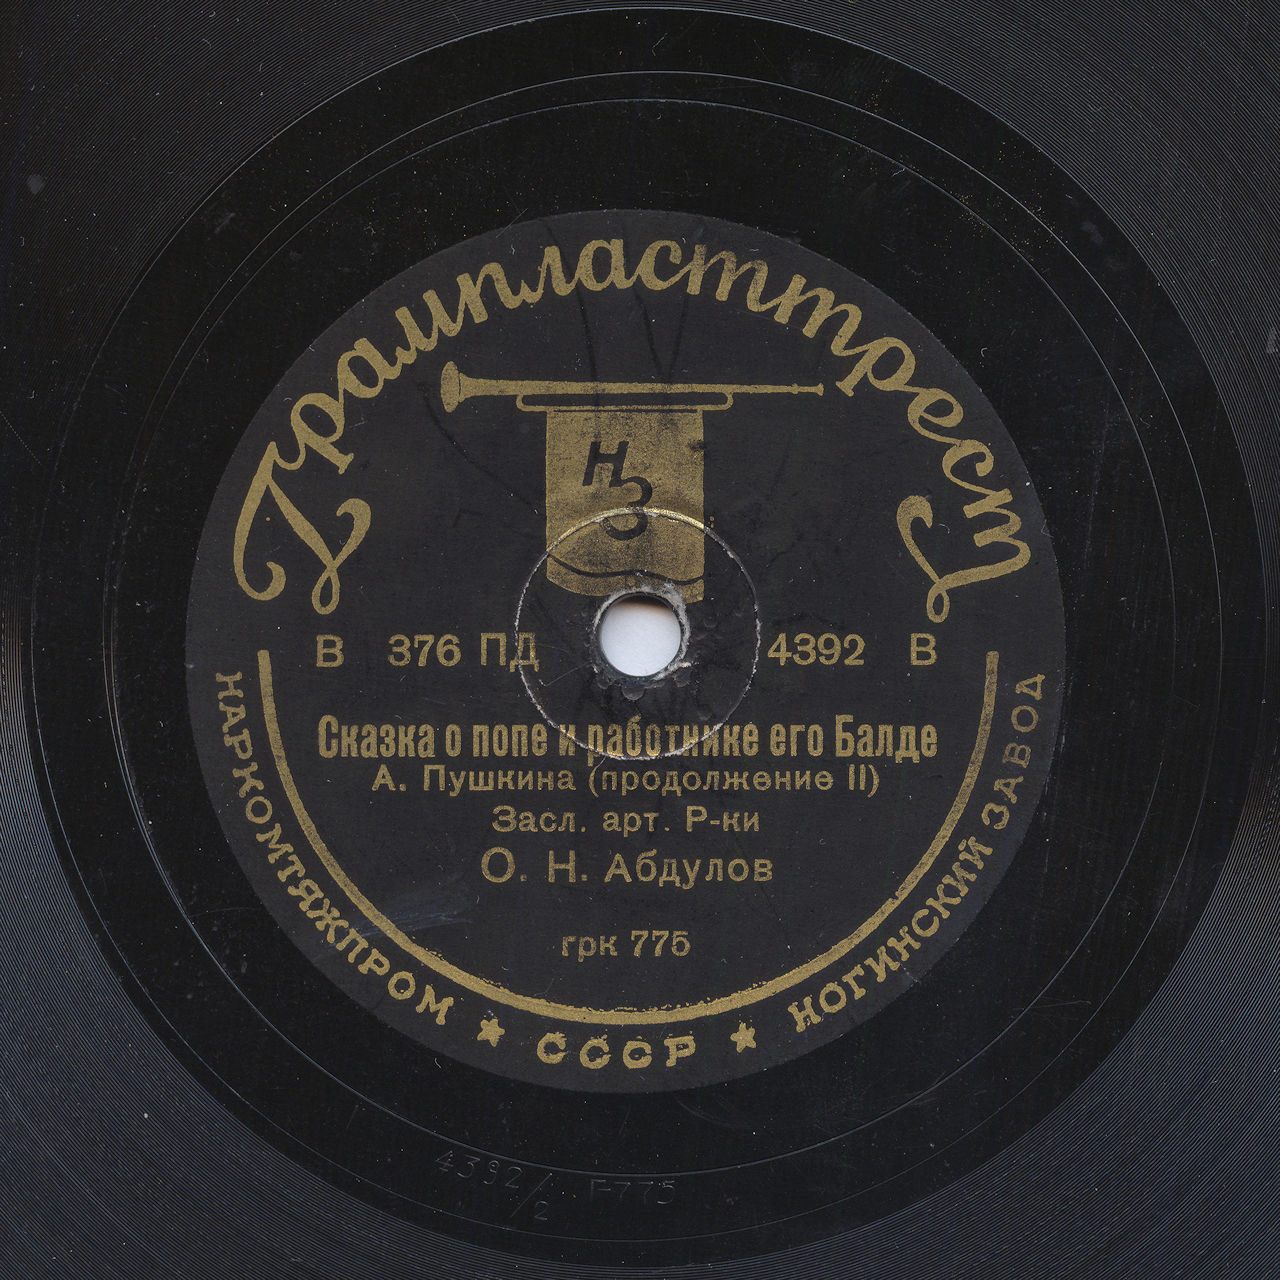 Грампласттрест
НЗ
В 376 ПД 4392 В
Сказка о попе и работнике его Балде
А. Пушкина (продолжение II)
Засл. арт. Р-ки
О. Н. Абдулов
грк 775
НАРКОМТЯЖПРОМ ★ СССР ★ НОГИНСКИЙ ЗАВОД
4392/2 Г-775